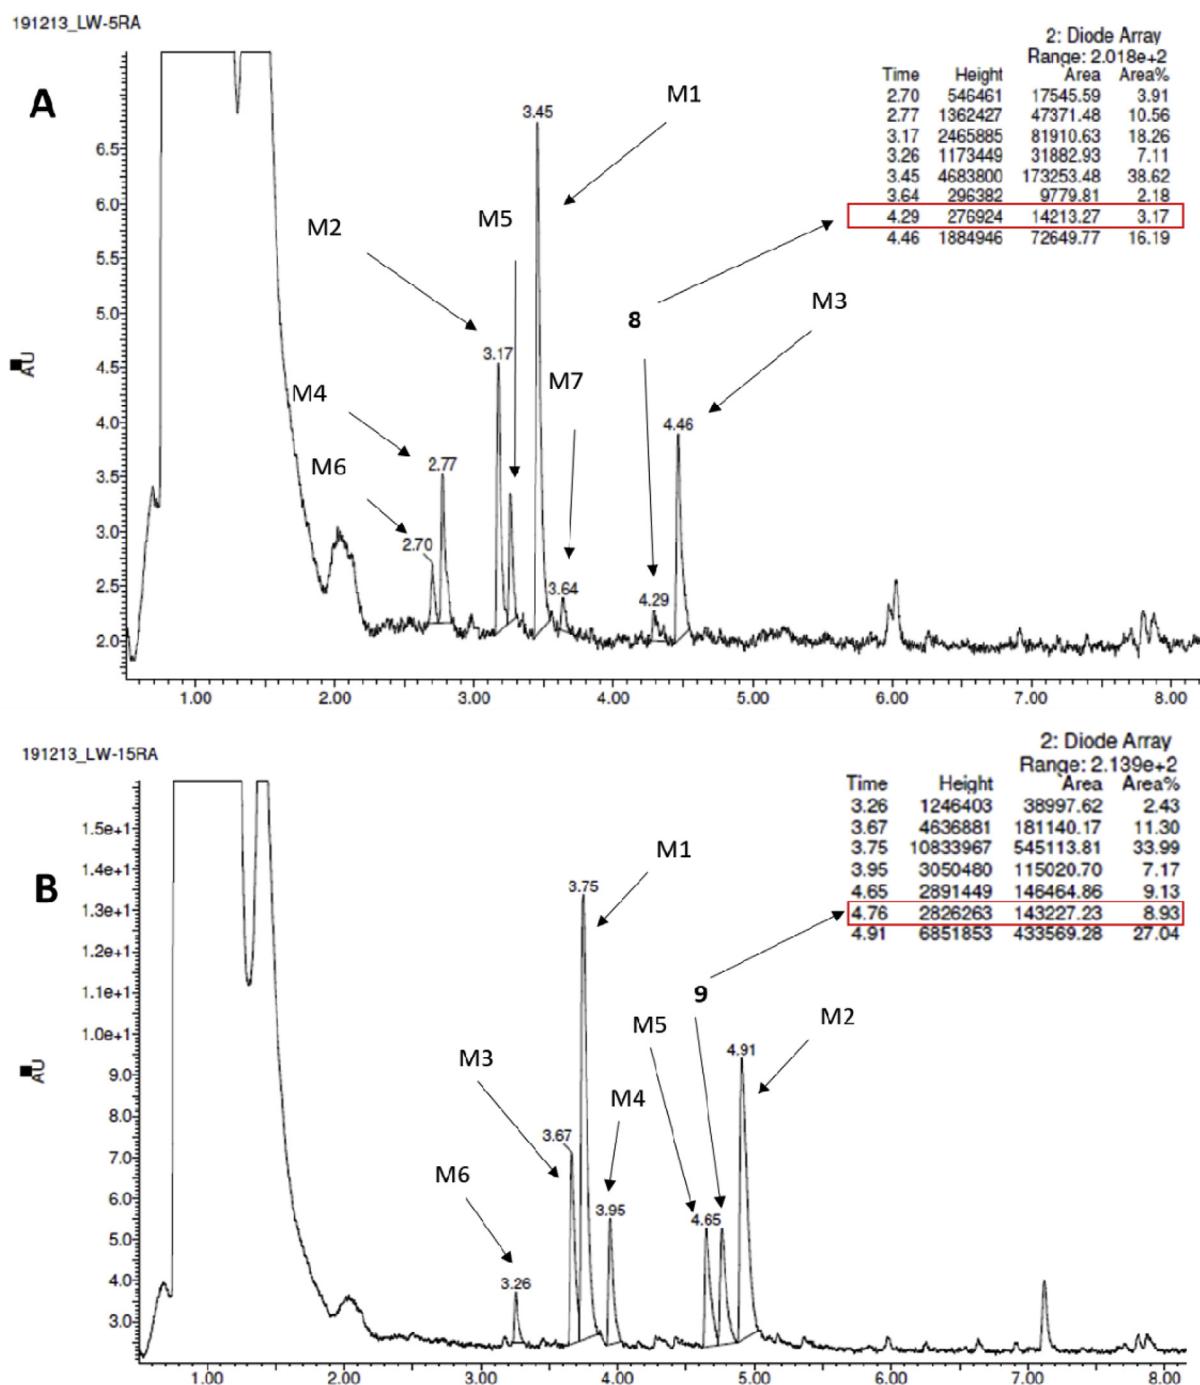 191213_LW-5RA
A
2: Diode Array
Range: 2.018e+2
Time Height Area Area%
2.70 546461 17545.59 3.91
2.77 1362427 47371.48 10.56
3.17 2465885 81910.63 18.26
3.26 1173449 31882.93 7.11
3.45 4683800 173253.48 38.62
3.64 296382 9779.81 2.18
4.29 276924 14213.27 3.17
4.46 1884946 72649.77 16.19
M1
3.45
M5
M2
M3
8
3.17
M7
M4
4.46
M6
2.77
2.70
3.64
4.29
AU
6.5
6.0
5.5
5.0
4.5
4.0
3.5
3.0
2.5
2.0
1.00 2.00 3.00 4.00 5.00 6.00 7.00 8.00
191213_LW-15RA
B
2: Diode Array
Range: 2.139e+2
Time Height Area Area%
3.26 1246403 38997.62 2.43
3.67 4636881 181140.17 11.30
3.75 10833967 545113.81 33.99
3.95 3050480 115020.70 7.17
4.65 2891449 146464.86 9.13
4.76 2826263 143227.23 8.93
4.91 6851853 433569.28 27.04
M1
3.75
9
M5
M2
4.91
M3
M4
3.67
M6
3.95
4.65
3.26
AU
1.5e+1
1.4e+1
1.3e+1
1.2e+1
1.1e+1
1.0e+1
9.0
8.0
7.0
6.0
5.0
4.0
3.0
1.00 2.00 3.00 4.00 5.00 6.00 7.00 8.00